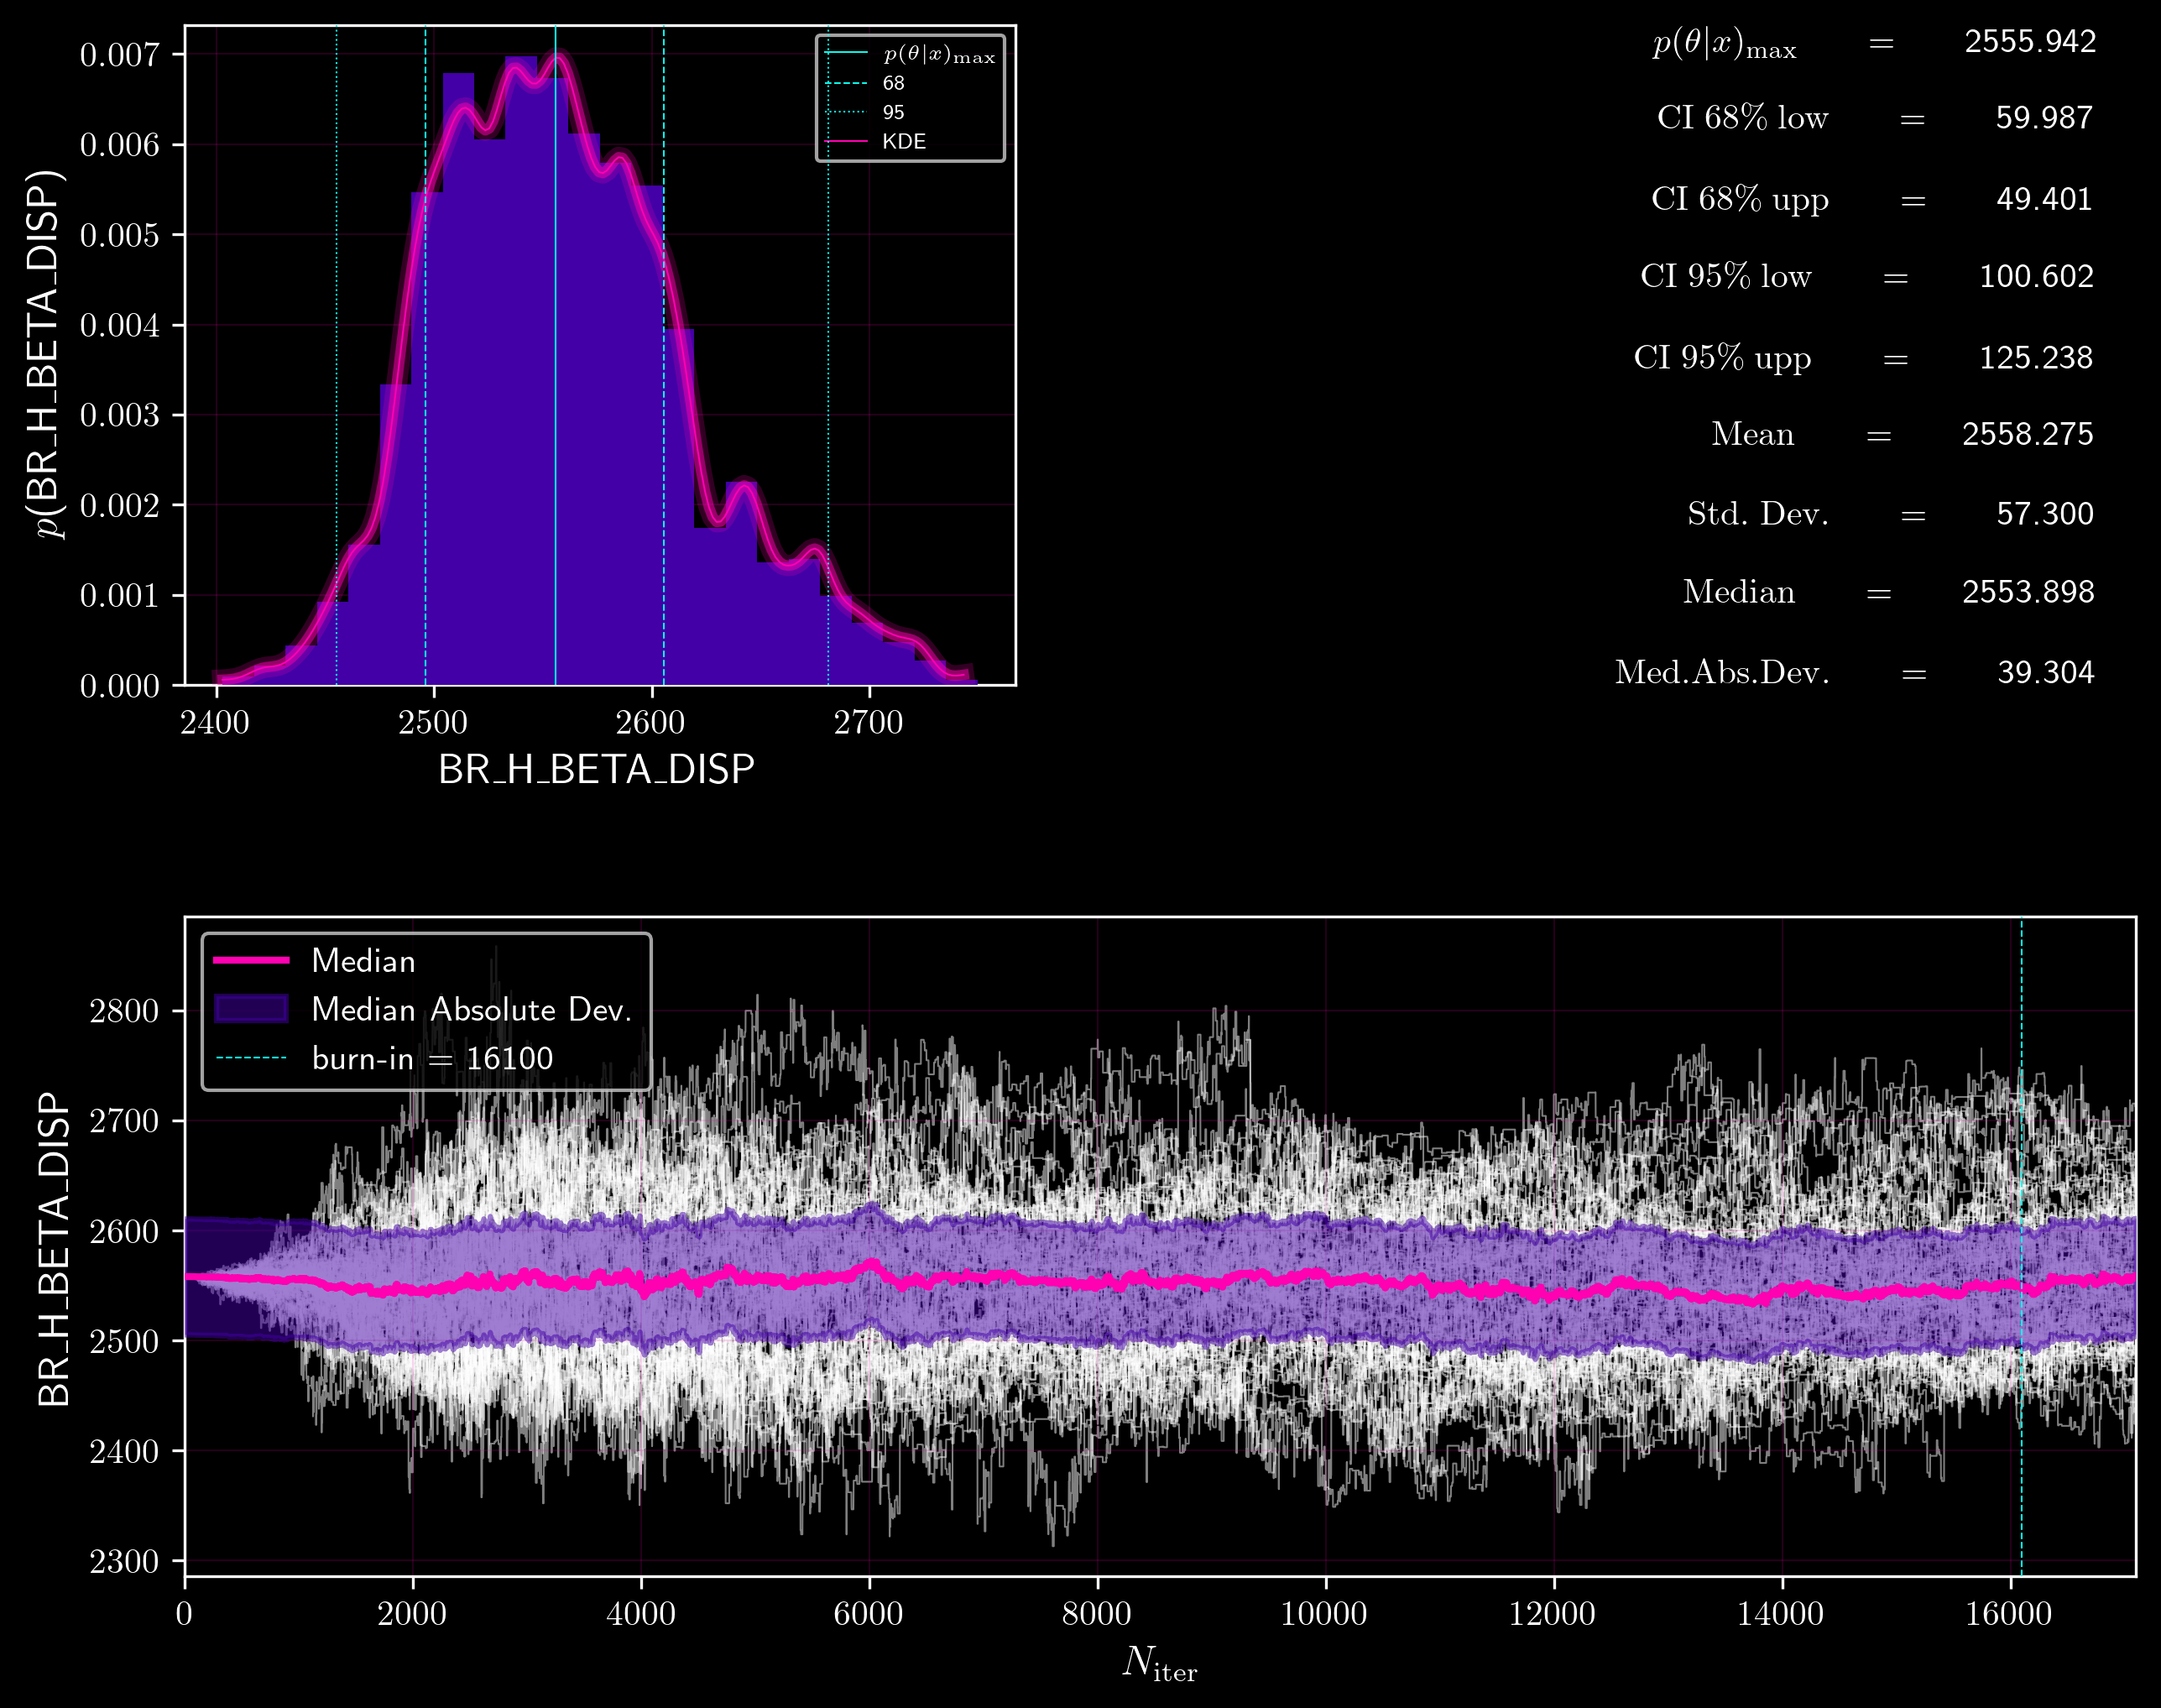 p(BR_H_BETA_DISP)
0.007
0.006
0.005
0.004
0.003
0.002
0.001
0.000
2400 2500 2600 2700
BR_H_BETA_DISP
p(θ|x)max
68
95
KDE
p(θ|x)max = 2555.942
CI 68% low = 59.987
CI 68% upp = 49.401
CI 95% low = 100.602
CI 95% upp = 125.238
Mean = 2558.275
Std. Dev. = 57.300
Median = 2553.898
Med.Abs.Dev. = 39.304
BR_H_BETA_DISP
2800
2700
2600
2500
2400
2300
Median
Median Absolute Dev.
burn-in = 16100
0 2000 4000 6000 8000 10000 12000 14000 16000
Niter